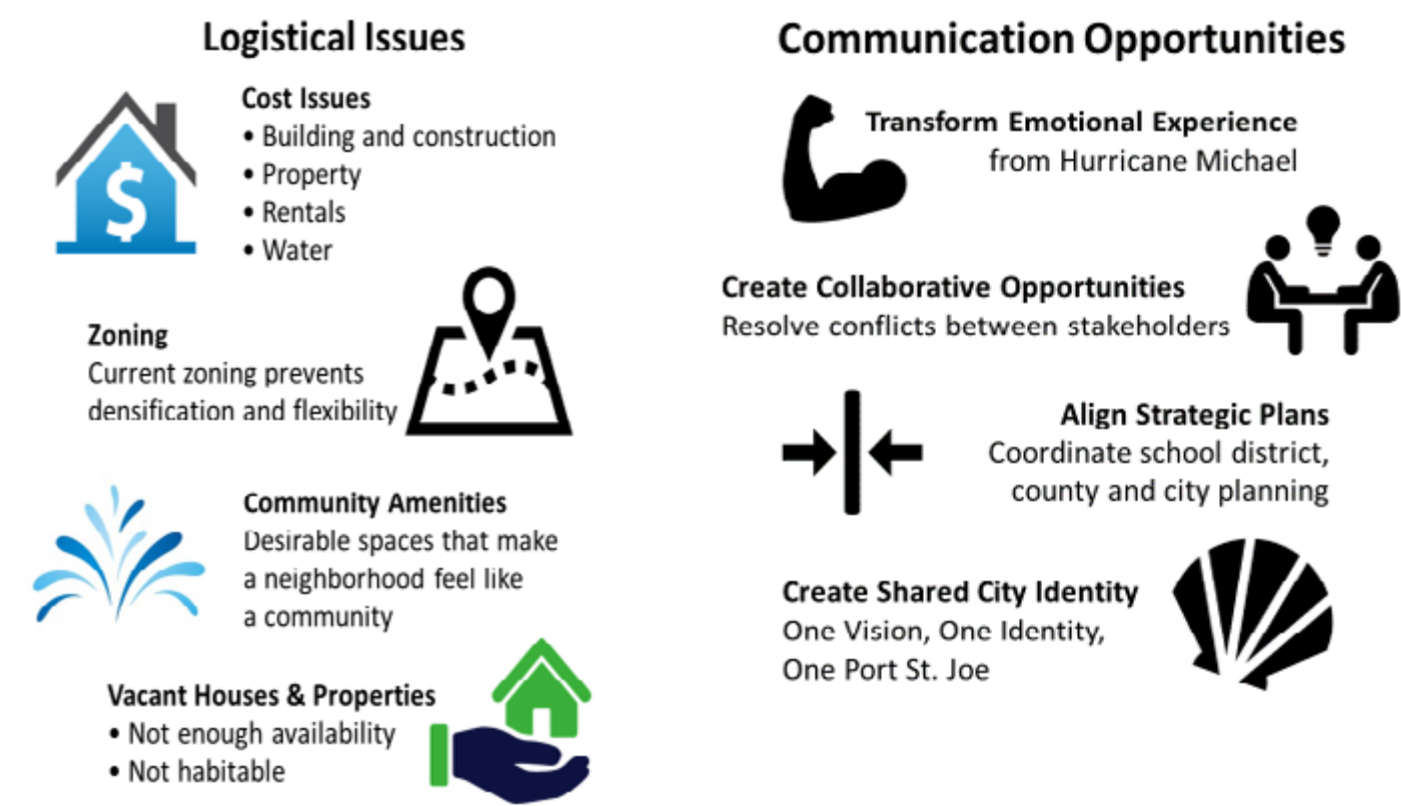 Logistical Issues
Cost Issues
• Building and construction
• Property
• Rentals
• Water
Zoning
Current zoning prevents
densification and flexibility
Community Amenities
Desirable spaces that make
a neighborhood feel like
a community
Vacant Houses & Properties
• Not enough availability
• Not habitable
Communication Opportunities
Transform Emotional Experience
from Hurricane Michael
Create Collaborative Opportunities
Resolve conflicts between stakeholders
Align Strategic Plans
Coordinate school district,
county and city planning
Create Shared City Identity
One Vision, One Identity,
One Port St. Joe
$